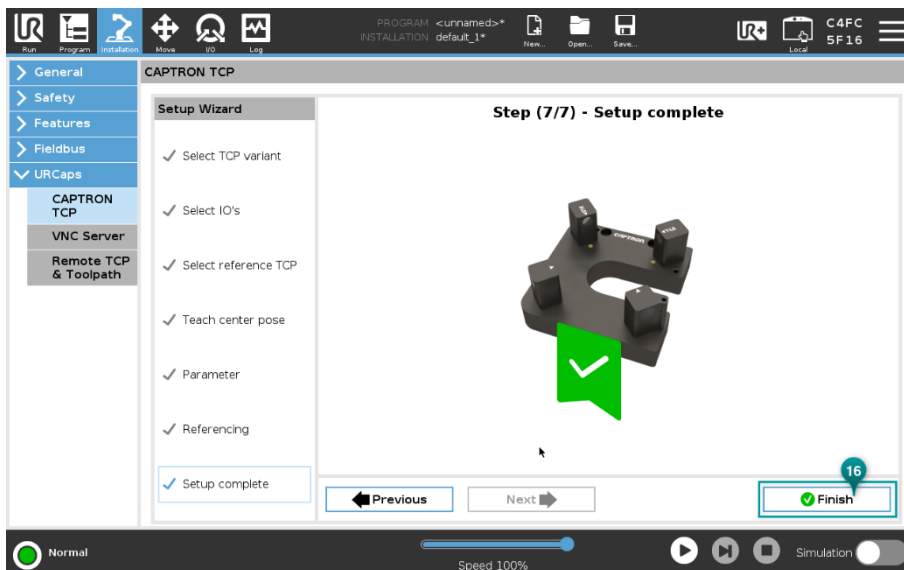 UR
Run
Program
Installation
Move
I/O
Log
PROGRAM <unnamed>*
INSTALLATION default_1*
New...
Open...
Save...
UR+
Local
C4FC
5F16
General
Safety
Features
Fieldbus
URCaps
CAPTRON
TCP
VNC Server
Remote TCP
& Toolpath
CAPTRON TCP
Setup Wizard
Select TCP variant
Select IO's
Select reference TCP
Teach center pose
Parameter
Referencing
Setup complete
Step (7/7) - Setup complete
CAPTRON
Previous
Next
16
Finish
Normal
Speed 100%
Simulation